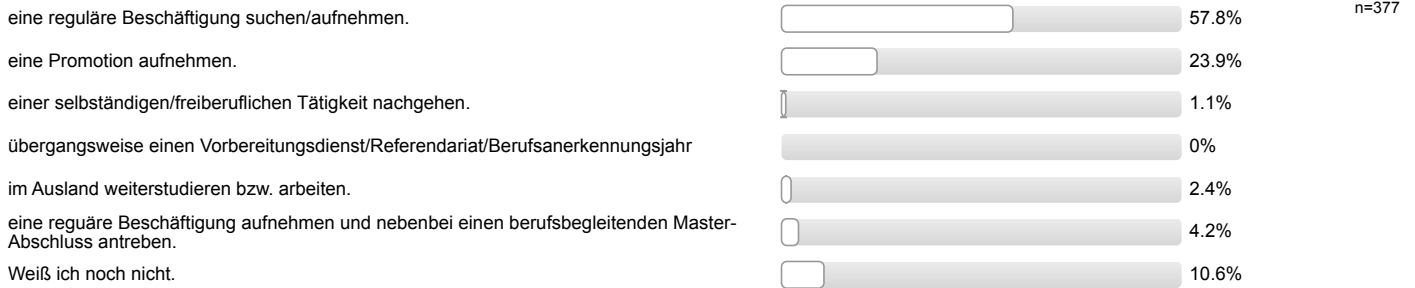 eine reguläre Beschäftigung suchen/aufnehmen. 57.8% n=377
eine Promotion aufnehmen. 23.9%
einer selbständigen/freiberuflichen Tätigkeit nachgehen. 1.1%
übergangsweise einen Vorbereitungsdienst/Referendariat/Berufsanerkennungsjahr 0%
im Ausland weiterstudieren bzw. arbeiten. 2.4%
eine reguäre Beschäftigung aufnehmen und nebenbei einen berufsbegleitenden Master-
Abschluss antreben. 4.2%
Weiß ich noch nicht. 10.6%